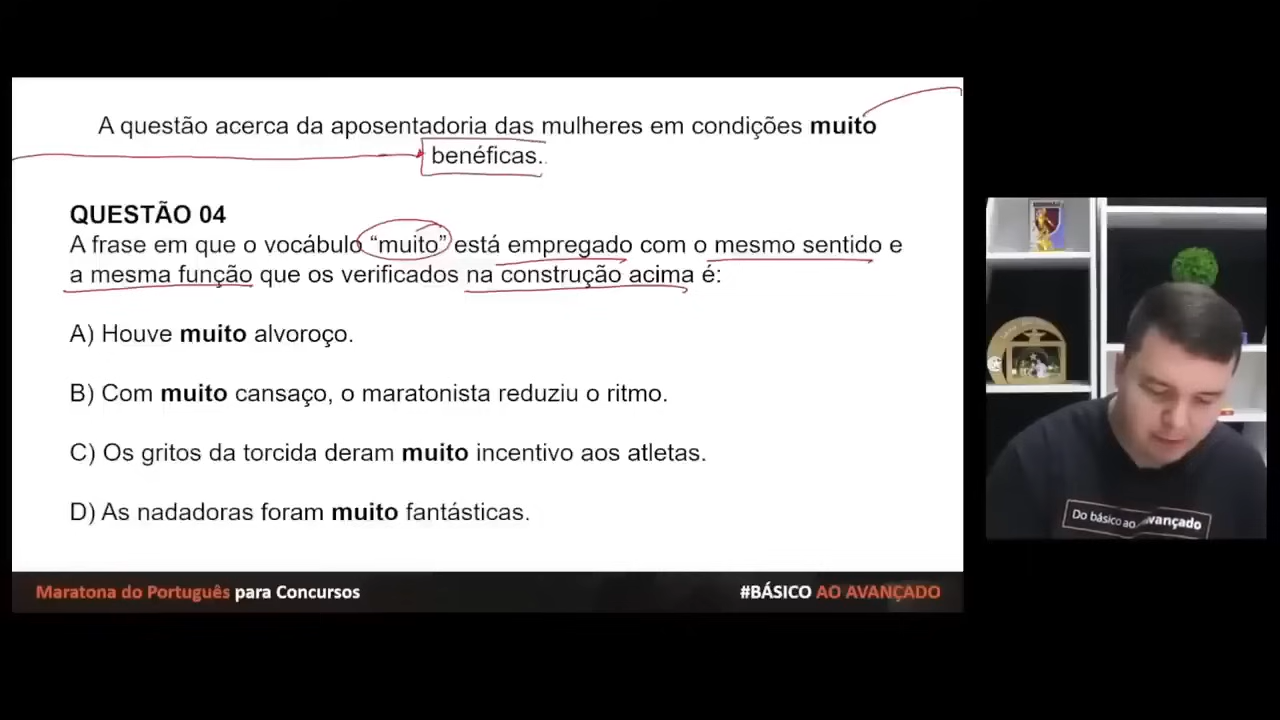 A questão acerca da aposentadoria das mulheres em condições muito
benéficas.
QUESTÃO 04
A frase em que o vocábulo “muito” está empregado com o mesmo sentido e
a mesma função que os verificados na construção acima é:
A) Houve muito alvoroço.
B) Com muito cansaço, o maratonista reduziu o ritmo.
C) Os gritos da torcida deram muito incentivo aos atletas.
D) As nadadoras foram muito fantásticas.
Maratona do Português para Concursos
#BÁSICO AO AVANÇADO
Do básico ao avançado